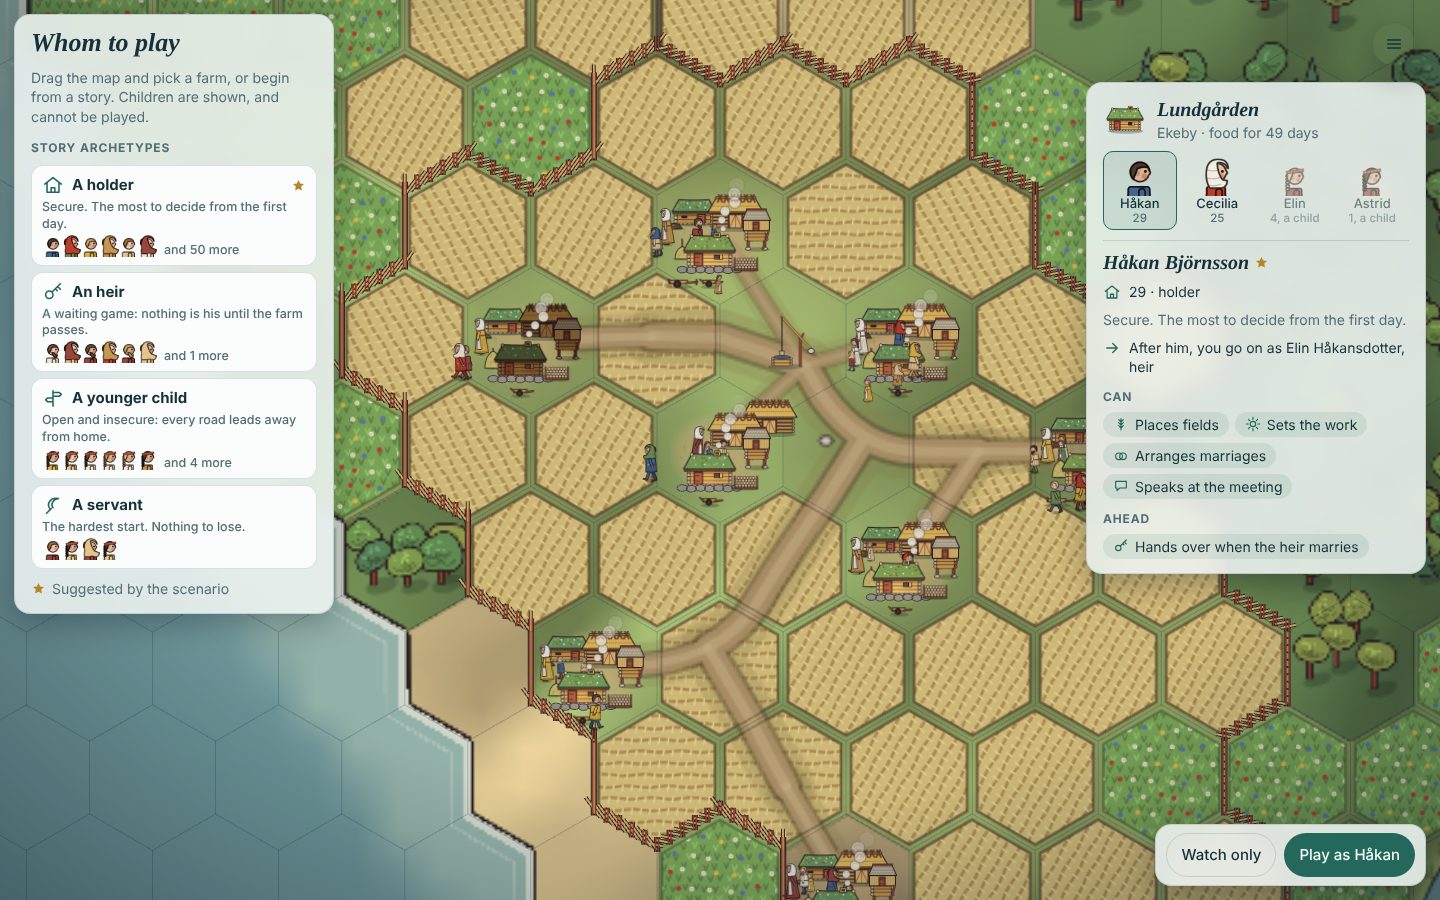 Whom to play
Drag the map and pick a farm, or begin
from a story. Children are shown, and
cannot be played.
STORY ARCHETYPES
A holder
Secure. The most to decide from the first
day.
and 50 more
An heir
A waiting game: nothing is his until the farm
passes.
and 1 more
A younger child
Open and insecure: every road leads away
from home.
and 4 more
A servant
The hardest start. Nothing to lose.
Suggested by the scenario
Lundgården
Ekeby · food for 49 days
Håkan
29
Cecilia
25
Elin
4, a child
Astrid
1, a child
Håkan Björnsson
29 · holder
Secure. The most to decide from the first day.
After him, you go on as Elin Håkansdotter,
heir
CAN
Places fields
Sets the work
Arranges marriages
Speaks at the meeting
AHEAD
Hands over when the heir marries
Watch only
Play as Håkan